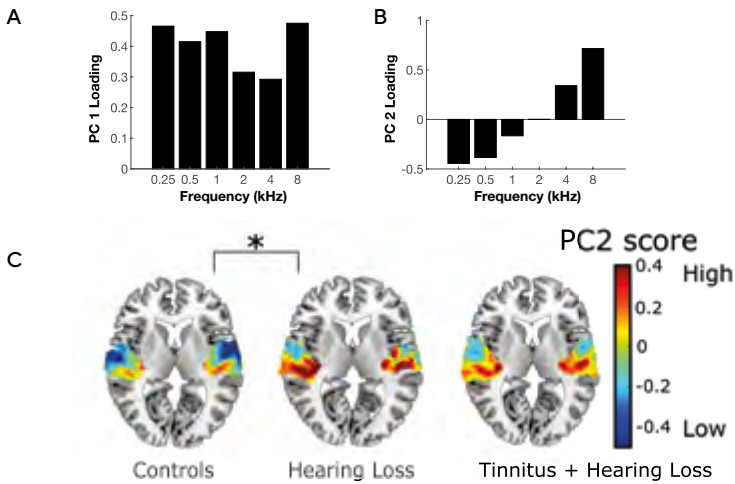 A
PC 1 Loading
0.5
0.4
0.3
0.2
0.1
0
0.25 0.5 1 2 4 8
Frequency (kHz)
B
PC 2 Loading
1
0.5
0
-0.5
0.25 0.5 1 2 4 8
Frequency (kHz)
C
*
PC2 score
0.4 High
0.2
0
-0.2
-0.4 Low
Controls
Hearing Loss
Tinnitus + Hearing Loss